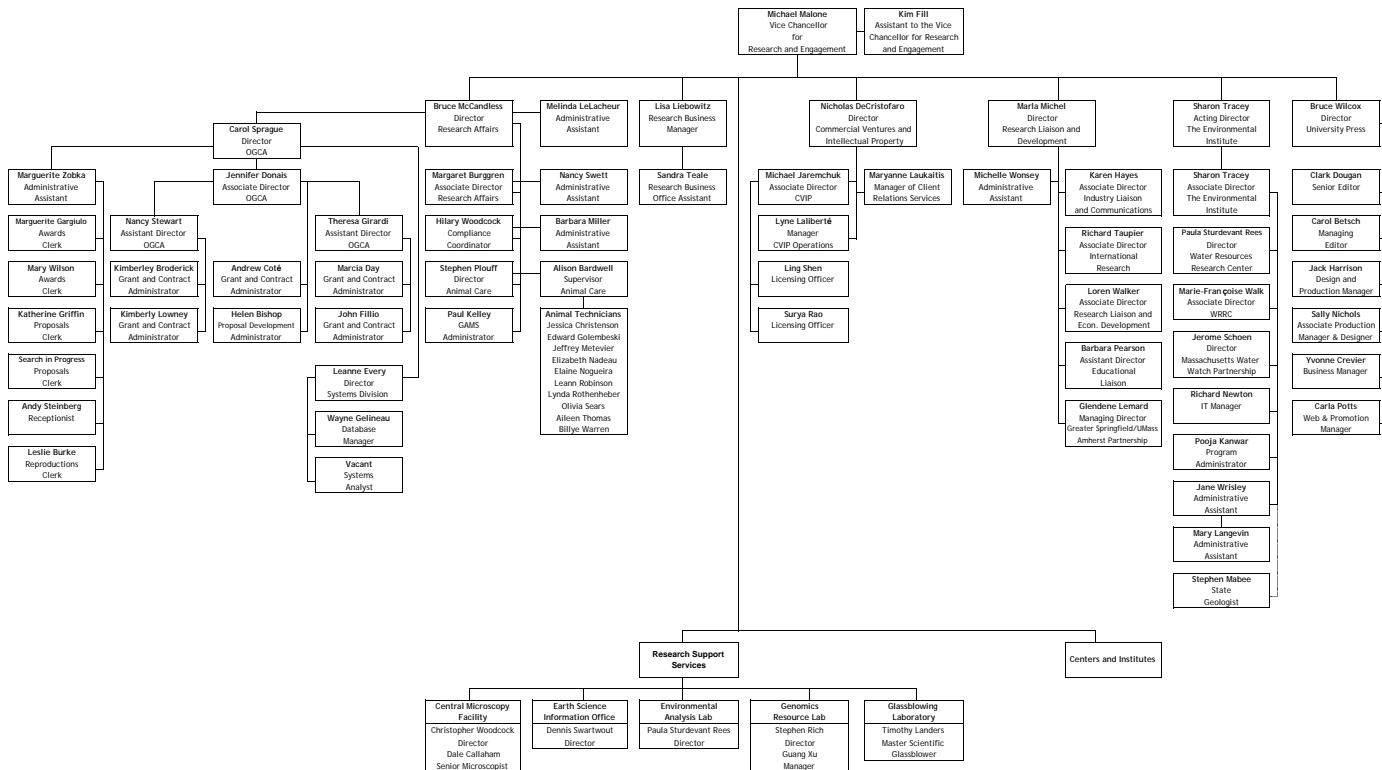 Michael Malone
Vice Chancellor
for
Research and Engagement
Kim Fill
Assistant to the Vice
Chancellor for Research
and Engagement
Bruce McCandless
Director
Research Affairs
Melinda LeLacheur
Administrative
Assistant
Lisa Liebowitz
Research Business
Manager
Nicholas DeCristofaro
Director
Commercial Ventures and
Intellectual Property
Marla Michel
Director
Research Liaison and
Development
Sharon Tracey
Acting Director
The Environmental
Institute
Bruce Wilcox
Director
University Press
Carol Sprague
Director
OGCA
Marguerite Zobka
Administrative
Assistant
Jennifer Donais
Associate Director
OGCA
Margaret Burggren
Associate Director
Research Affairs
Nancy Swett
Administrative
Assistant
Sandra Teale
Research Business
Office Assistant
Michael Jaremchuk
Associate Director
CVIP
Maryanne Laukaitis
Manager of Client
Relations Services
Michelle Wonsey
Administrative
Assistant
Karen Hayes
Associate Director
Industry Liaison
and Communications
Sharon Tracey
Associate Director
The Environmental
Institute
Clark Dougan
Senior Editor
Marguerite Gargiulo
Awards
Clerk
Nancy Stewart
Assistant Director
OGCA
Theresa Girardi
Assistant Director
OGCA
Hilary Woodcock
Compliance
Coordinator
Barbara Miller
Administrative
Assistant
Lyne Laliberté
Manager
CVIP Operations
Richard Taupier
Associate Director
International
Research
Paula Sturdevant Rees
Director
Water Resources
Research Center
Carol Betsch
Managing
Editor
Mary Wilson
Awards
Clerk
Kimberley Broderick
Grant and Contract
Administrator
Andrew Coté
Grant and Contract
Administrator
Marcia Day
Grant and Contract
Administrator
Stephen Plouff
Director
Animal Care
Alison Bardwell
Supervisor
Animal Care
Ling Shen
Licensing Officer
Loren Walker
Associate Director
Research Liaison and
Econ. Development
Marie-Françoise Walk
Associate Director
WRRC
Jack Harrison
Design and
Production Manager
Katherine Griffin
Proposals
Clerk
Kimberly Lowney
Grant and Contract
Administrator
Helen Bishop
Proposal Development
Administrator
John Fillio
Grant and Contract
Administrator
Paul Kelley
GAMS
Administrator
Animal Technicians
Jessica Christenson
Edward Golembeski
Jeffrey Metevier
Elizabeth Nadeau
Elaine Nogueira
Leann Robinson
Lynda Rothenheber
Olivia Sears
Aileen Thomas
Billye Warren
Surya Rao
Licensing Officer
Barbara Pearson
Assistant Director
Educational
Liaison
Jerome Schoen
Director
Massachusetts Water
Watch Partnership
Sally Nichols
Associate Production
Manager & Designer
Search in Progress
Proposals
Clerk
Leanne Every
Director
Systems Division
Yvonne Crevier
Business Manager
Andy Steinberg
Receptionist
Wayne Gelineau
Database
Manager
Glendene Lemard
Managing Director
Greater Springfield/UMass
Amherst Partnership
Richard Newton
IT Manager
Carla Potts
Web & Promotion
Manager
Leslie Burke
Reproductions
Clerk
Vacant
Systems
Analyst
Pooja Kanwar
Program
Administrator
Jane Wrisley
Administrative
Assistant
Mary Langevin
Administrative
Assistant
Stephen Mabee
State
Geologist
Research Support
Services
Centers and Institutes
Central Microscopy
Facility
Christopher Woodcock
Director
Dale Callaham
Senior Microscopist
Earth Science
Information Office
Dennis Swartwout
Director
Environmental
Analysis Lab
Paula Sturdevant Rees
Director
Genomics
Resource Lab
Stephen Rich
Director
Guang Xu
Manager
Glassblowing
Laboratory
Timothy Landers
Master Scientific
Glassblower